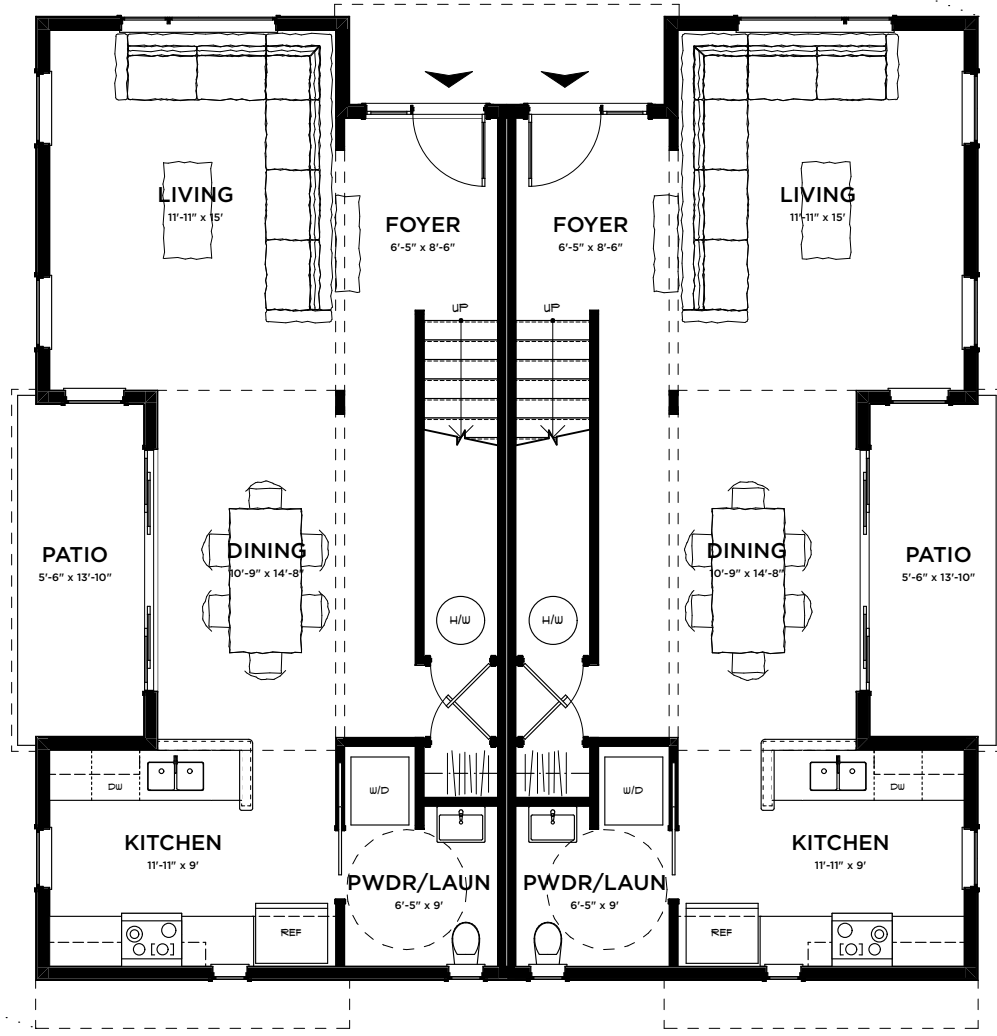 LIVING
11'-11" x 15'
LIVING
11'-11" x 15'
FOYER
6'-5" x 8'-6"
FOYER
6'-5" x 8'-6"
UP
UP
PATIO
5'-6" x 13'-10"
DINING
10'-9" x 14'-8"
DINING
10'-9" x 14'-8"
PATIO
5'-6" x 13'-10"
H/W
H/W
DW
W/D
W/D
DW
KITCHEN
11'-11" x 9'
KITCHEN
11'-11" x 9'
PWDR/LAUN
6'-5" x 9'
PWDR/LAUN
6'-5" x 9'
REF
REF